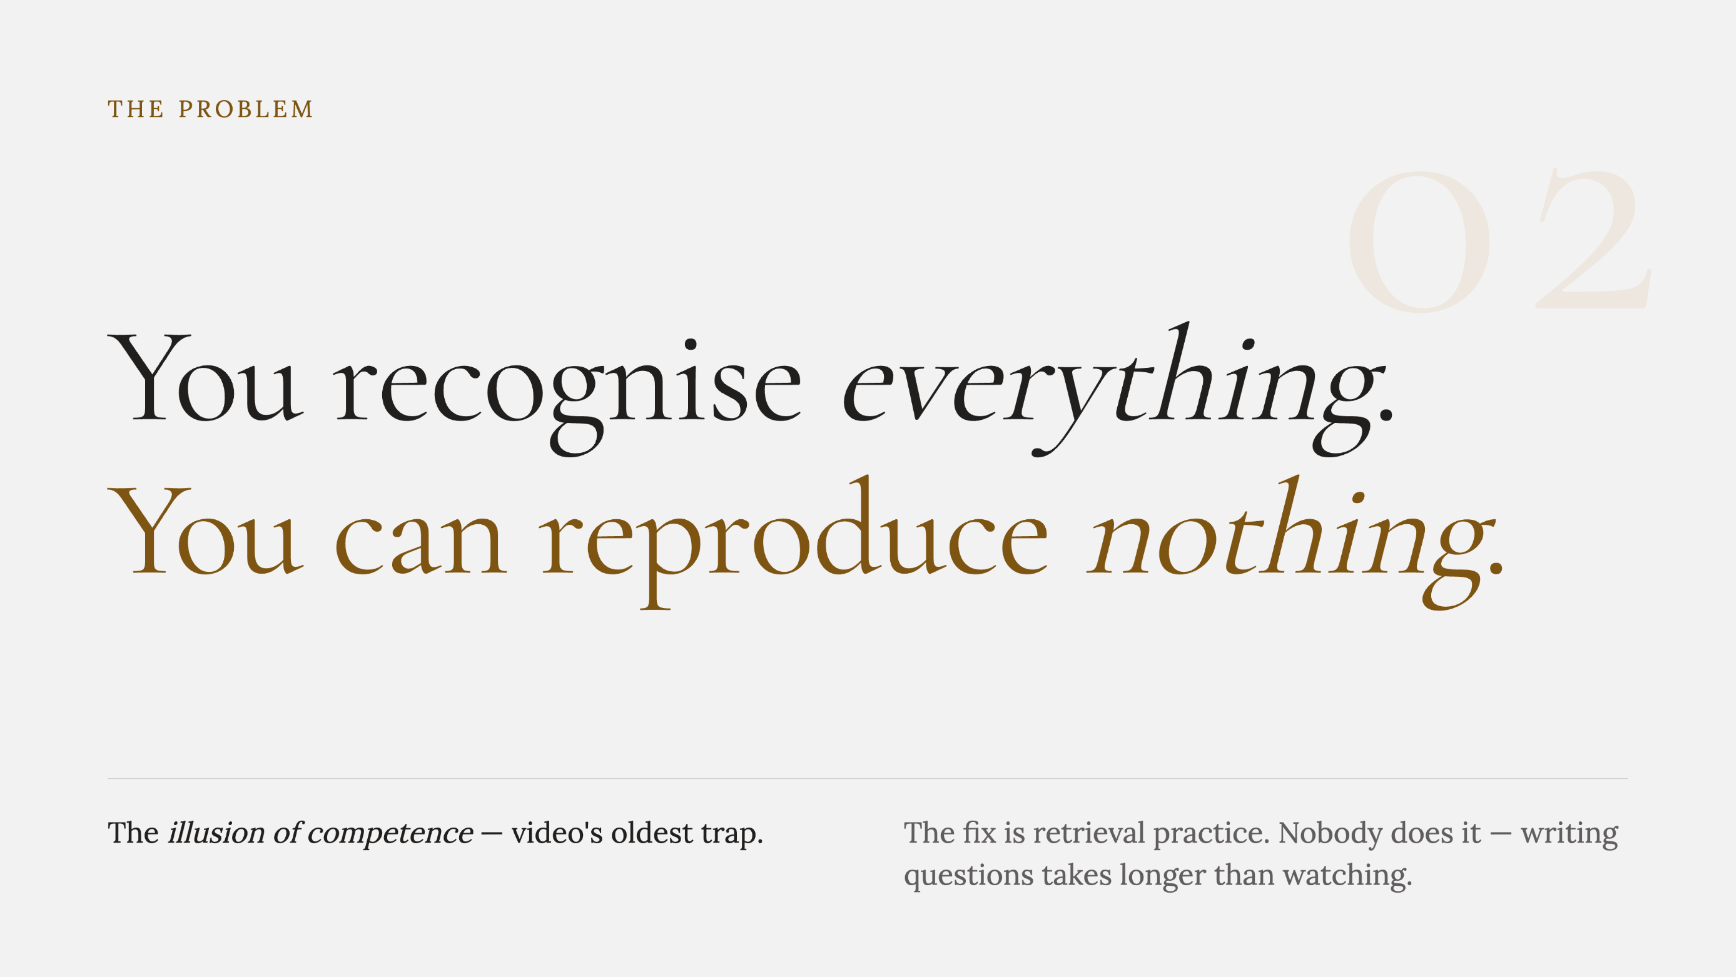 THE PROBLEM
02
You recognise everything.
You can reproduce nothing.
The illusion of competence — video's oldest trap.
The fix is retrieval practice. Nobody does it — writing
questions takes longer than watching.